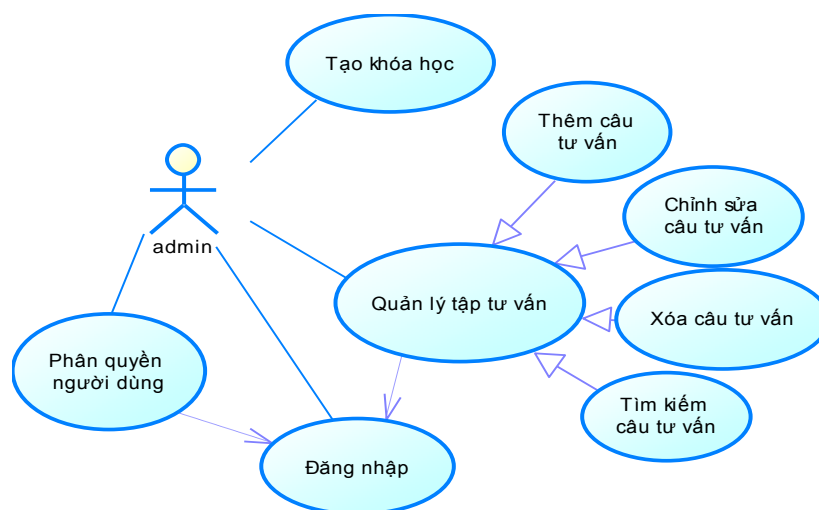 Tạo khóa học
Thêm câu
tư vấn
Chỉnh sửa
câu tư vấn
admin
Quản lý tập tư vấn
Xóa câu tư vấn
Phân quyền
người dùng
Tìm kiếm
câu tư vấn
Đăng nhập